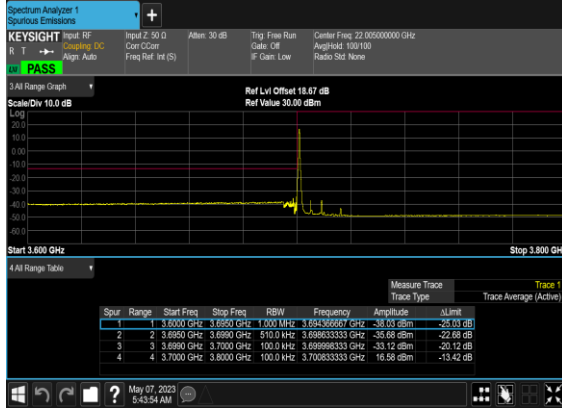 Spectrum Analyzer 1
Spurious Emissions
KEYSIGHT Input: RF Input Z: 50 Ω Atten: 30 dB Trig: Free Run Center Freq: 22.005000000 GHz
R T Coupling: DC Corr CCorr Gate: Off Avg|Hold: 100/100
Align: Auto Freq Ref: Int (S) IF Gain: Low Radio Std: None
PASS
3 All Range Graph
Ref Lvl Offset 18.67 dB
Scale/Div 10.0 dB Ref Value 30.00 dBm
Log
20.0
10.0
0.00
-10.0
-20.0
-30.0
-40.0
-50.0
-60.0
Start 3.600 GHz Stop 3.800 GH
4 All Range Table
Measure Trace Trace 1
Trace Type Trace Average (Active)
Spur Range Start Freq Stop Freq RBW Frequency Amplitude ΔLimit
1 1 3.6000 GHz 3.6950 GHz 1.000 MHz 3.694366667 GHz -38.03 dBm -25.03 dB
2 2 3.6950 GHz 3.6990 GHz 510.0 kHz 3.698633333 GHz -35.68 dBm -22.68 dB
3 3 3.6990 GHz 3.7000 GHz 100.0 kHz 3.699998333 GHz -33.12 dBm -20.12 dB
4 4 3.7000 GHz 3.8000 GHz 100.0 kHz 3.700833333 GHz 16.58 dBm -13.42 dB
May 07, 2023
5:43:54 AM